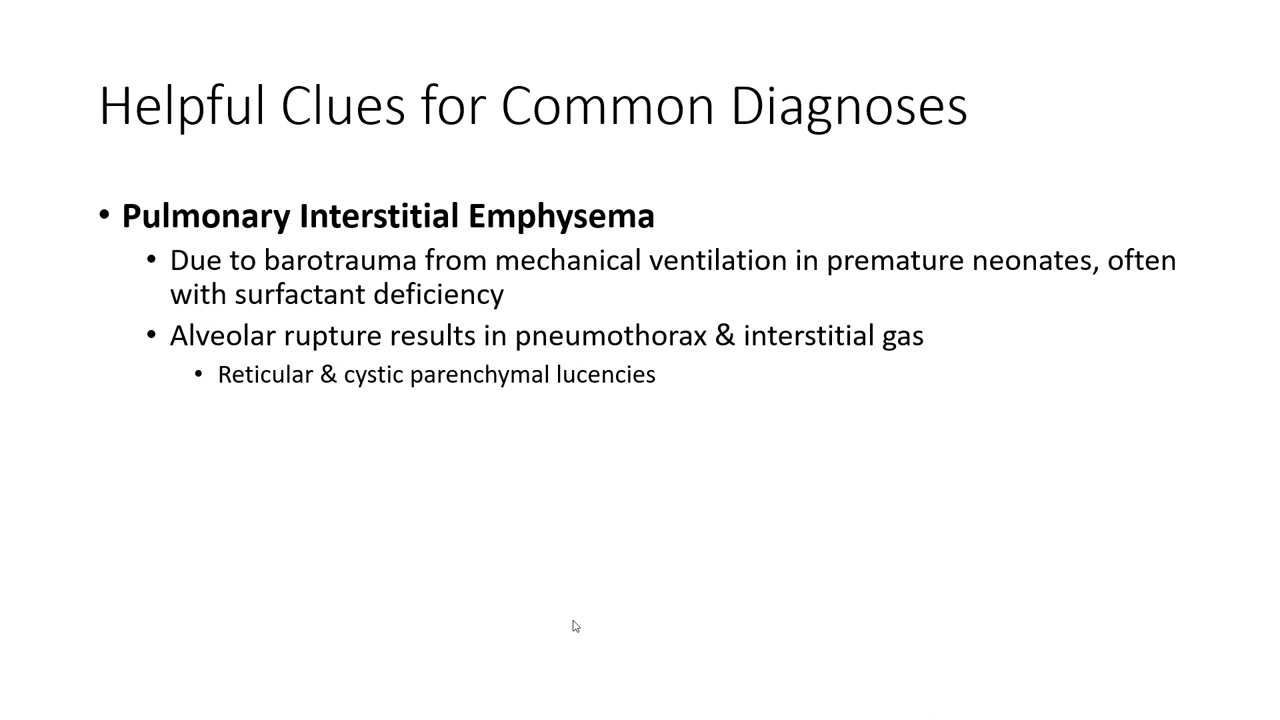 Helpful Clues for Common Diagnoses
• Pulmonary Interstitial Emphysema
• Due to barotrauma from mechanical ventilation in premature neonates, often
with surfactant deficiency
• Alveolar rupture results in pneumothorax & interstitial gas
• Reticular & cystic parenchymal lucencies